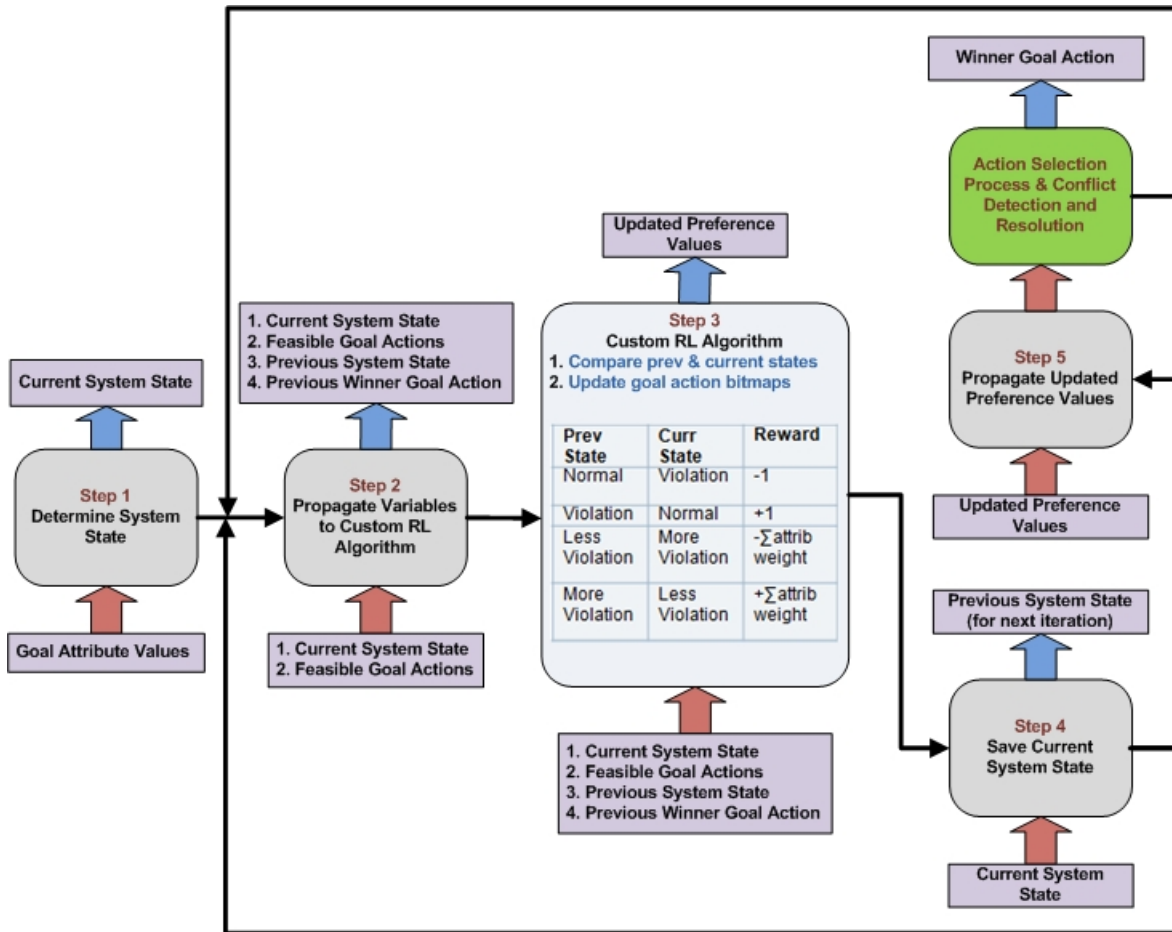 Winner Goal Action
Action Selection
Process & Conflict
Detection and
Resolution
Updated Preference
Values
1. Current System State
2. Feasible Goal Actions
3. Previous System State
4. Previous Winner Goal Action
Step 3
Custom RL Algorithm
1. Compare prev & current states
2. Update goal action bitmaps
Prev State Curr State Reward
Normal Violation -1
Violation Normal +1
Less Violation More Violation -∑attrib weight
More Violation Less Violation +∑attrib weight
Current System State
Step 1
Determine System
State
Goal Attribute Values
Step 2
Propagate Variables
to Custom RL
Algorithm
1. Current System State
2. Feasible Goal Actions
1. Current System State
2. Feasible Goal Actions
3. Previous System State
4. Previous Winner Goal Action
Step 5
Propagate Updated
Preference Values
Updated Preference
Values
Previous System State
(for next iteration)
Step 4
Save Current
System State
Current System
State